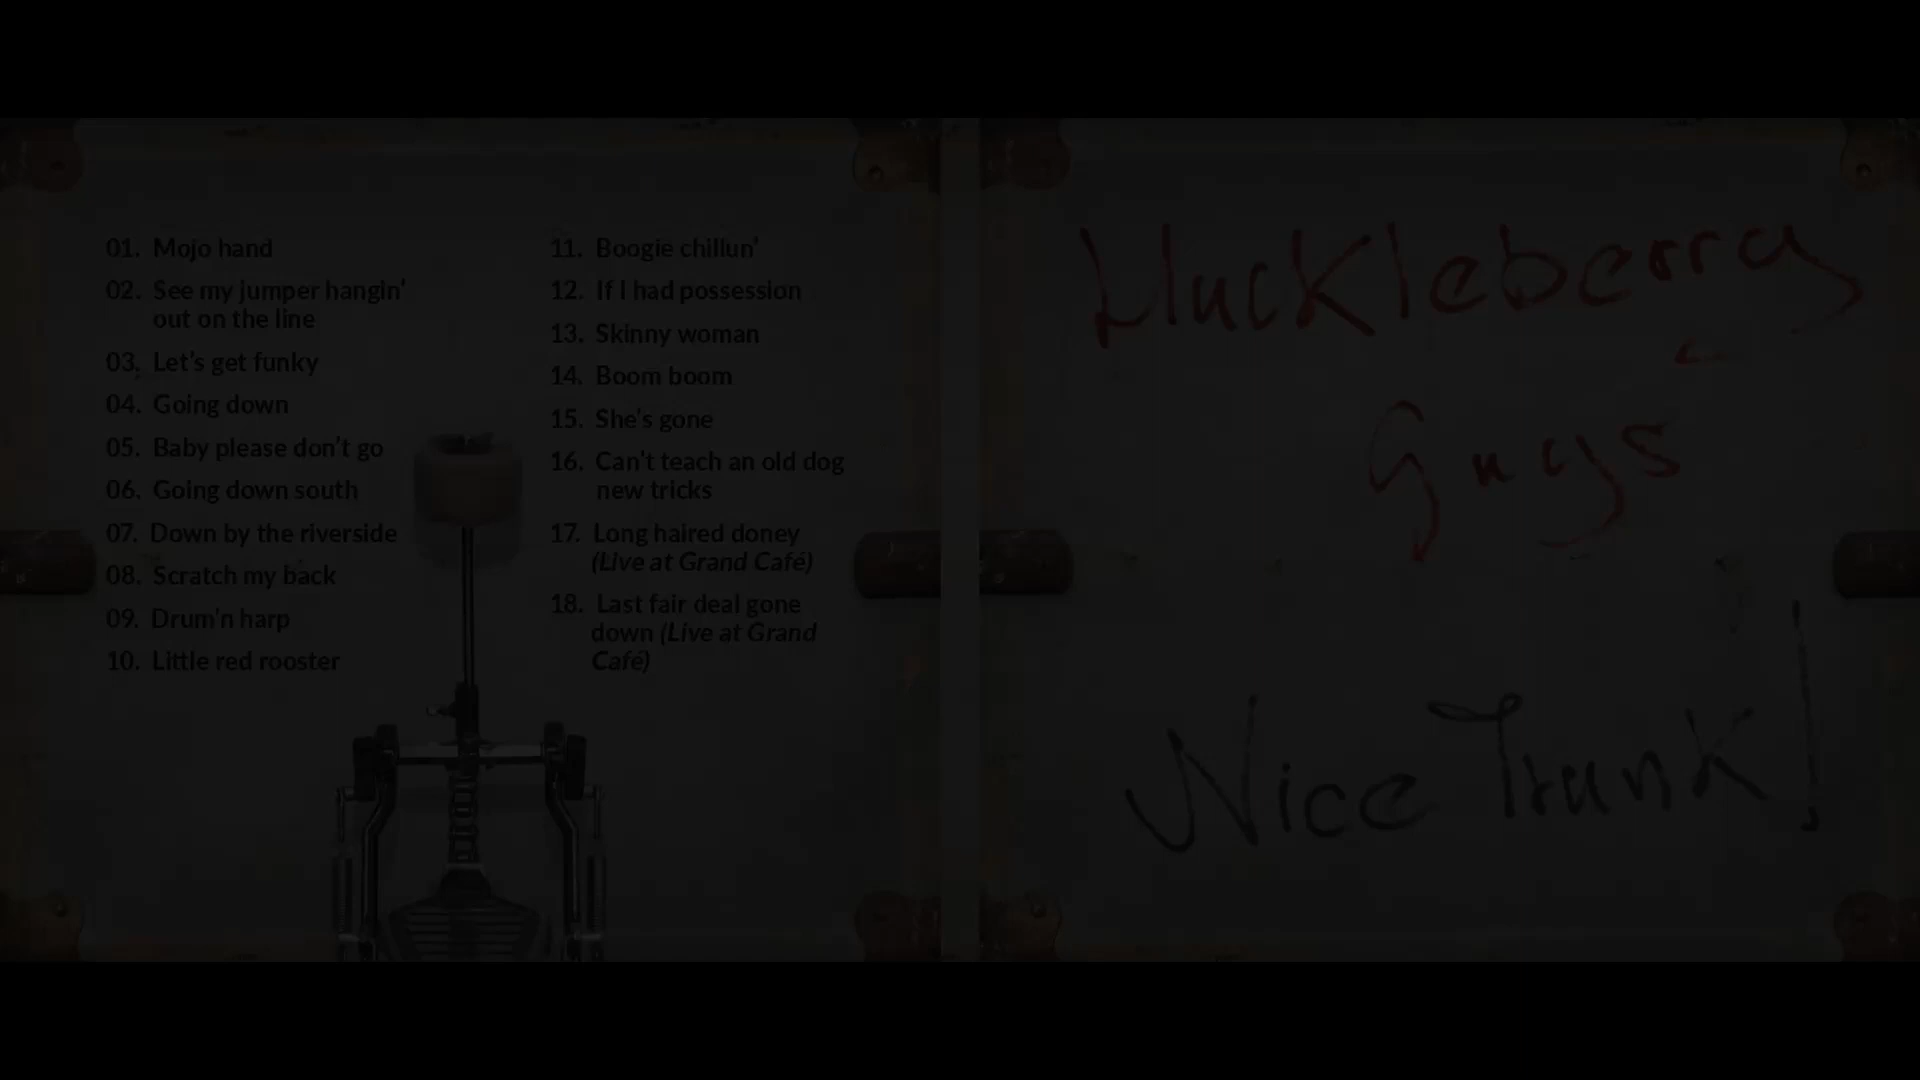 01. Mojo hand
02. See my jumper hangin'
out on the line
03. Let's get funky
04. Going down
05. Baby please don't go
06. Going down south
07. Down by the riverside
08. Scratch my back
09. Drum'n harp
10. Little red rooster
11. Boogie chillun'
12. If I had possession
13. Skinny woman
14. Boom boom
15. She's gone
16. Can't teach an old dog
new tricks
17. Long haired doney
(Live at Grand Café)
18. Last fair deal gone
down (Live at Grand
Café)
Huckleberry
Guys
Nice Trunk!